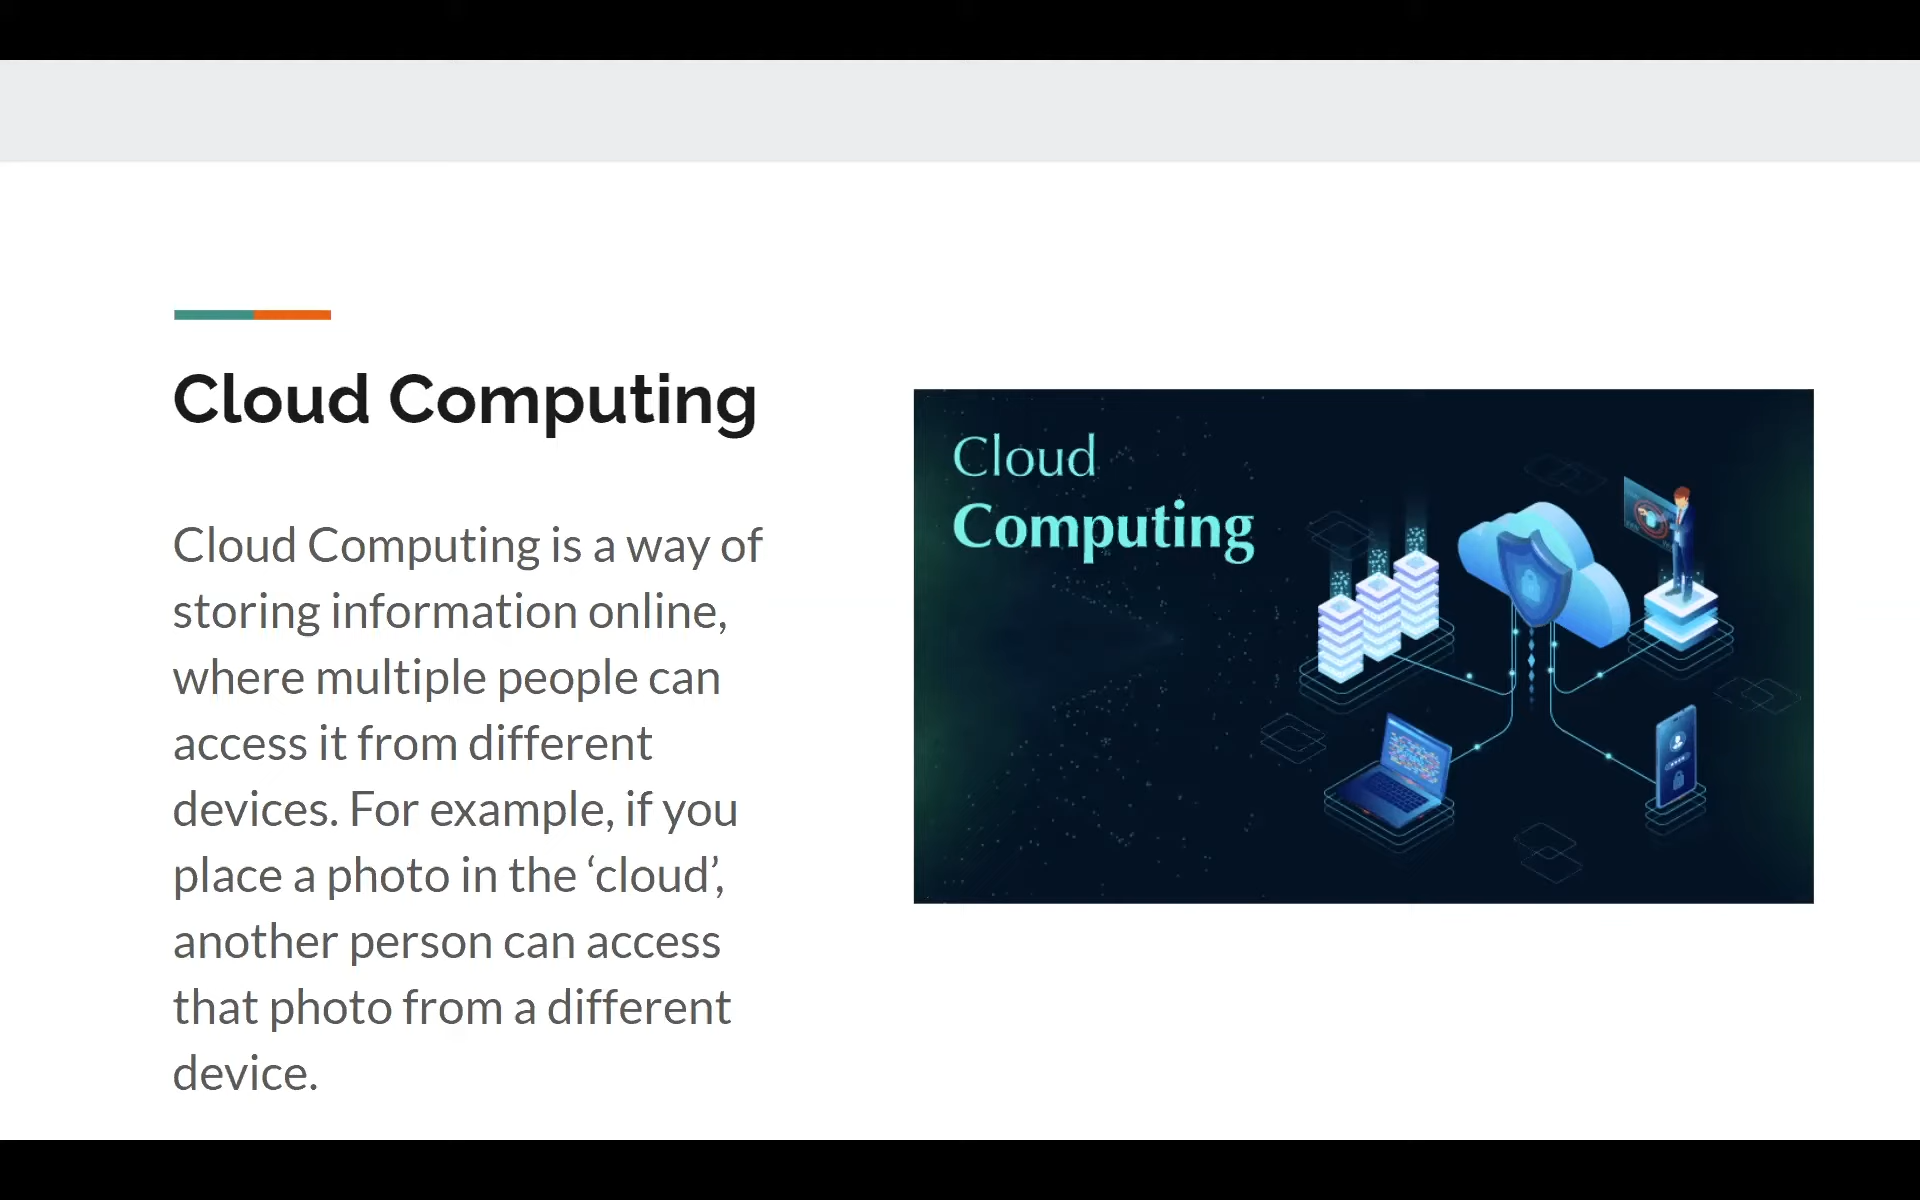 Cloud Computing
Cloud Computing is a way of
storing information online,
where multiple people can
access it from different
devices. For example, if you
place a photo in the ‘cloud’,
another person can access
that photo from a different
device.
Cloud
Computing